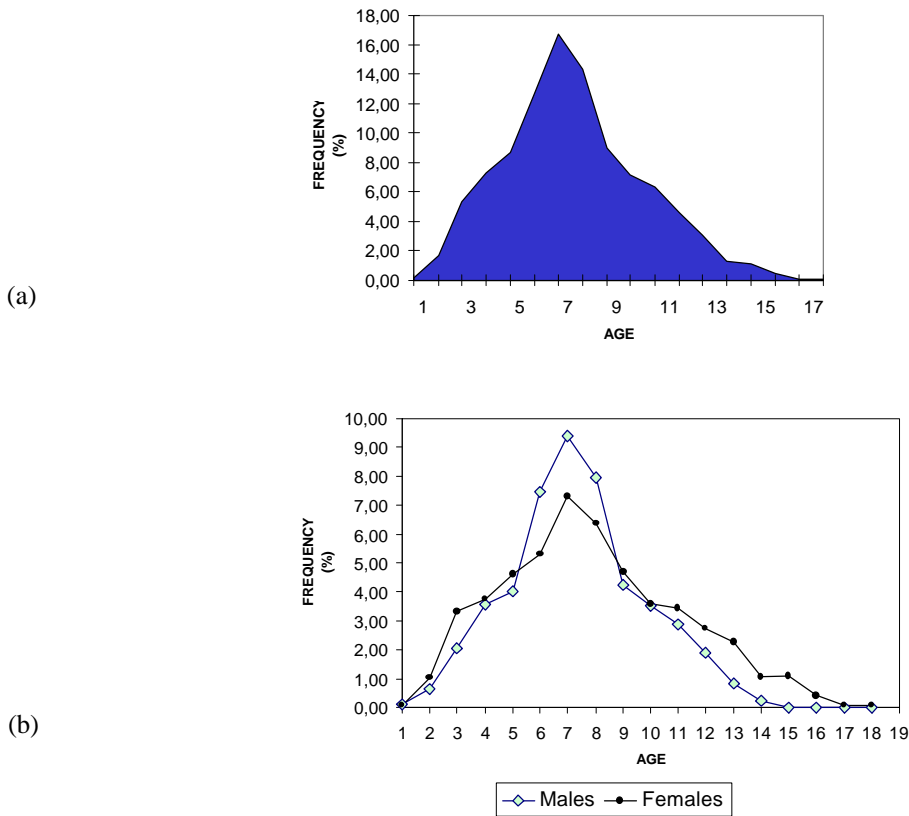 18,00
16,00
14,00
12,00
10,00
8,00
6,00
4,00
2,00
0,00
FREQUENCY
(%)
1 3 5 7 9 11 13 15 17
AGE
(a)
10,00
9,00
8,00
7,00
6,00
5,00
4,00
3,00
2,00
1,00
0,00
FREQUENCY
(%)
1 2 3 4 5 6 7 8 9 10 11 12 13 14 15 16 17 18 19
AGE
(b)
Males Females